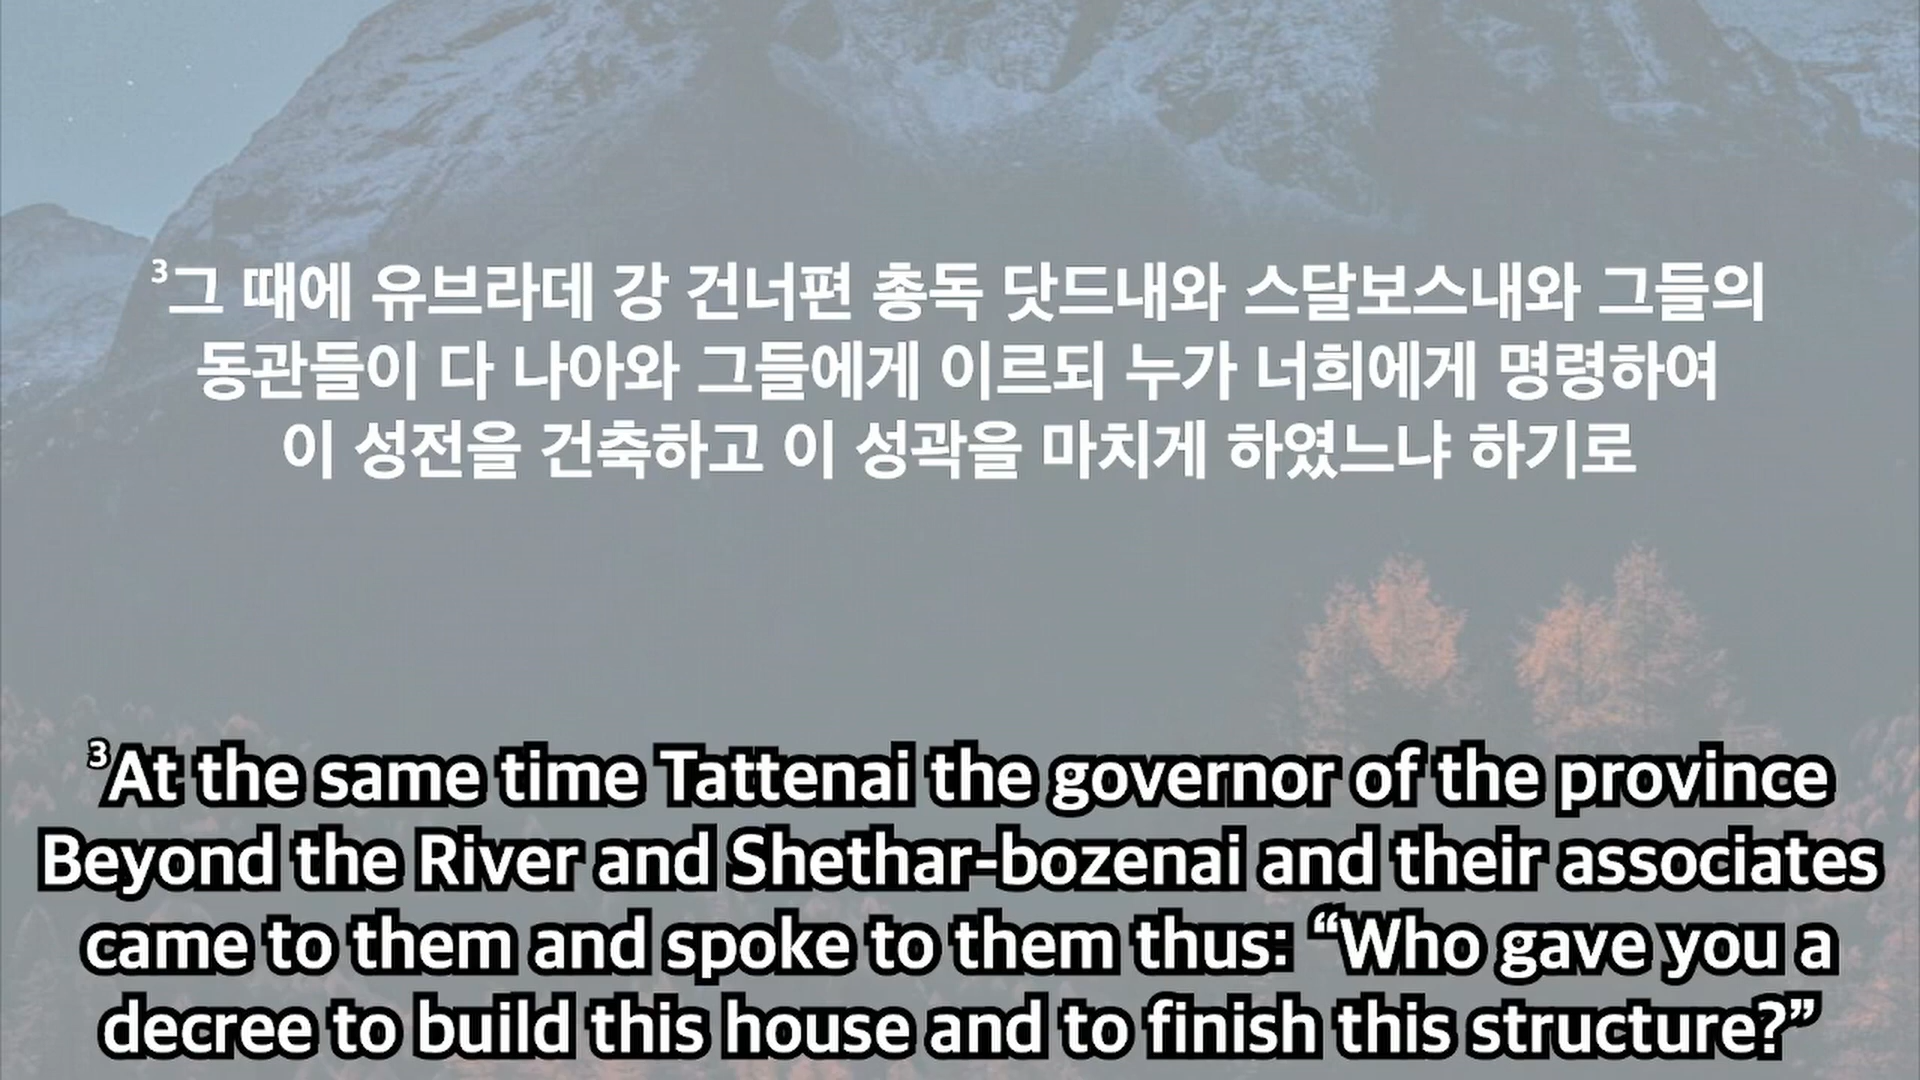 ³그 때에 유브라데 강 건너편 총독 닷드내와 스달보스내와 그들의
동관들이 다 나아와 그들에게 이르되 누가 너희에게 명령하여
이 성전을 건축하고 이 성곽을 마치게 하였느냐 하기로
³At the same time Tattenai the governor of the province
Beyond the River and Shethar-bozenai and their associates
came to them and spoke to them thus: “Who gave you a
decree to build this house and to finish this structure?”